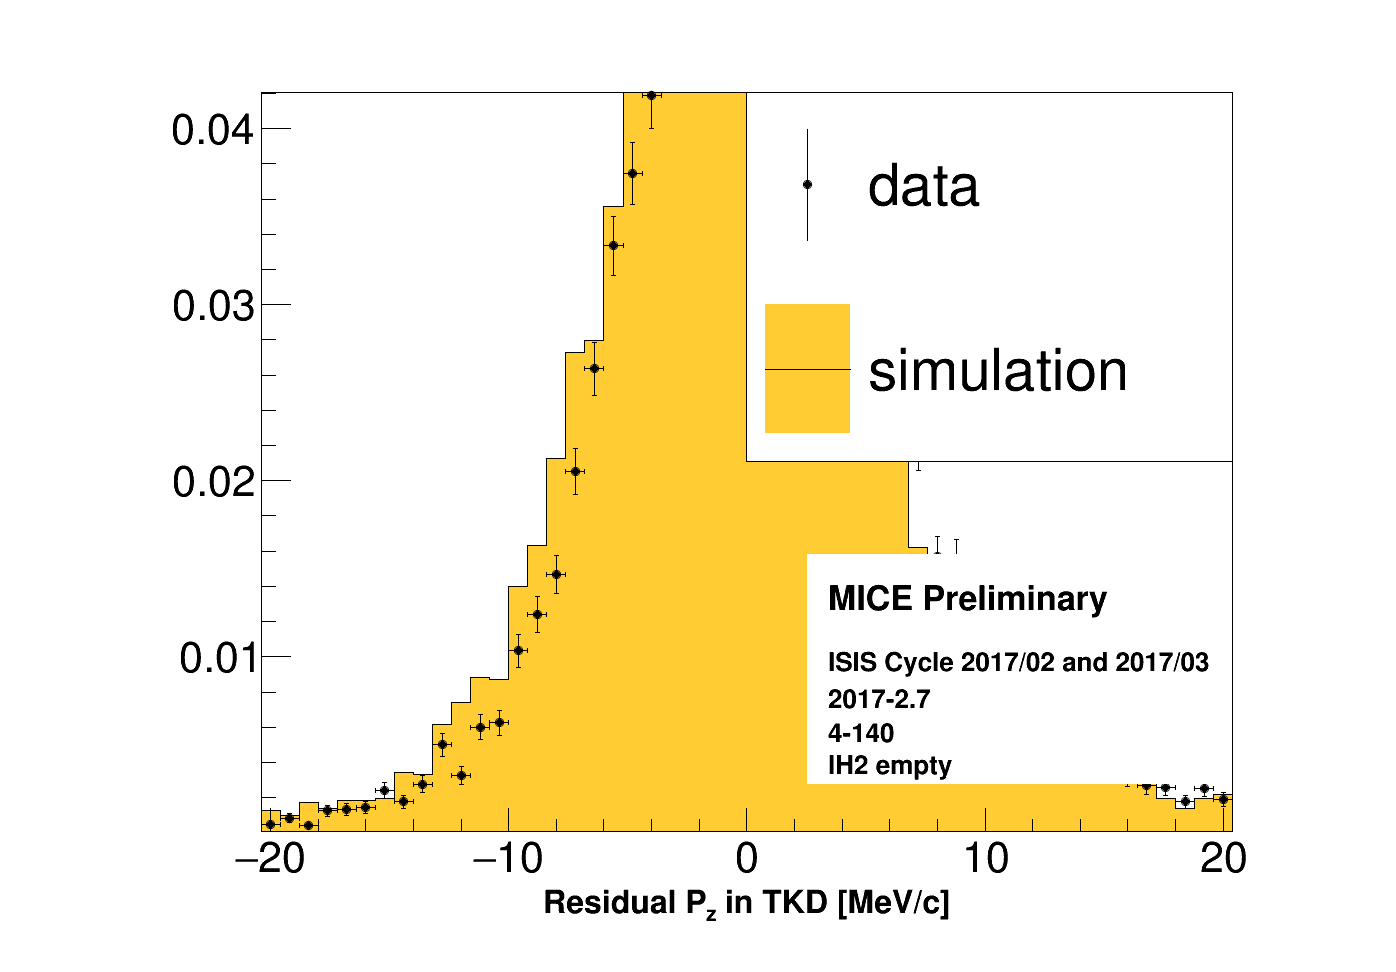 0.04
0.03
0.02
0.01
−20
−10
0
10
20
Residual Pz in TKD [MeV/c]
data
simulation
MICE Preliminary
ISIS Cycle 2017/02 and 2017/03
2017-2.7
4-140
IH2 empty